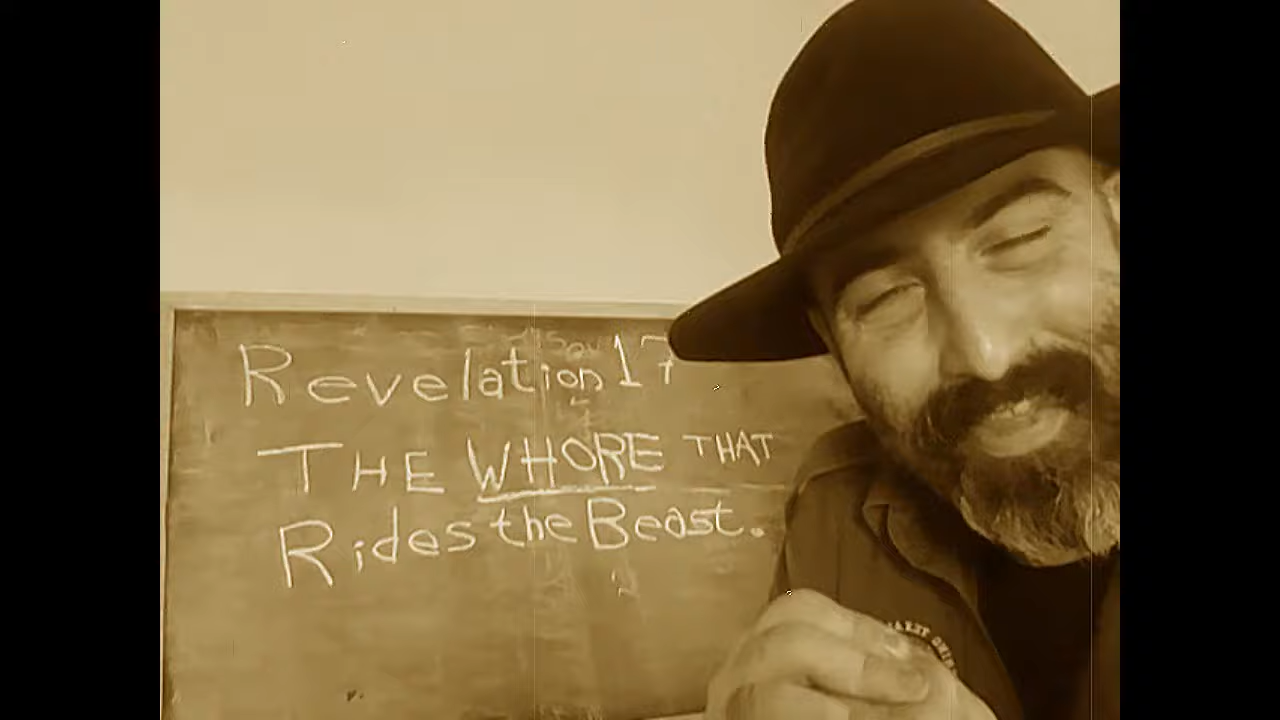 Revelation 17
THE WHORE THAT
Rides the Beast.